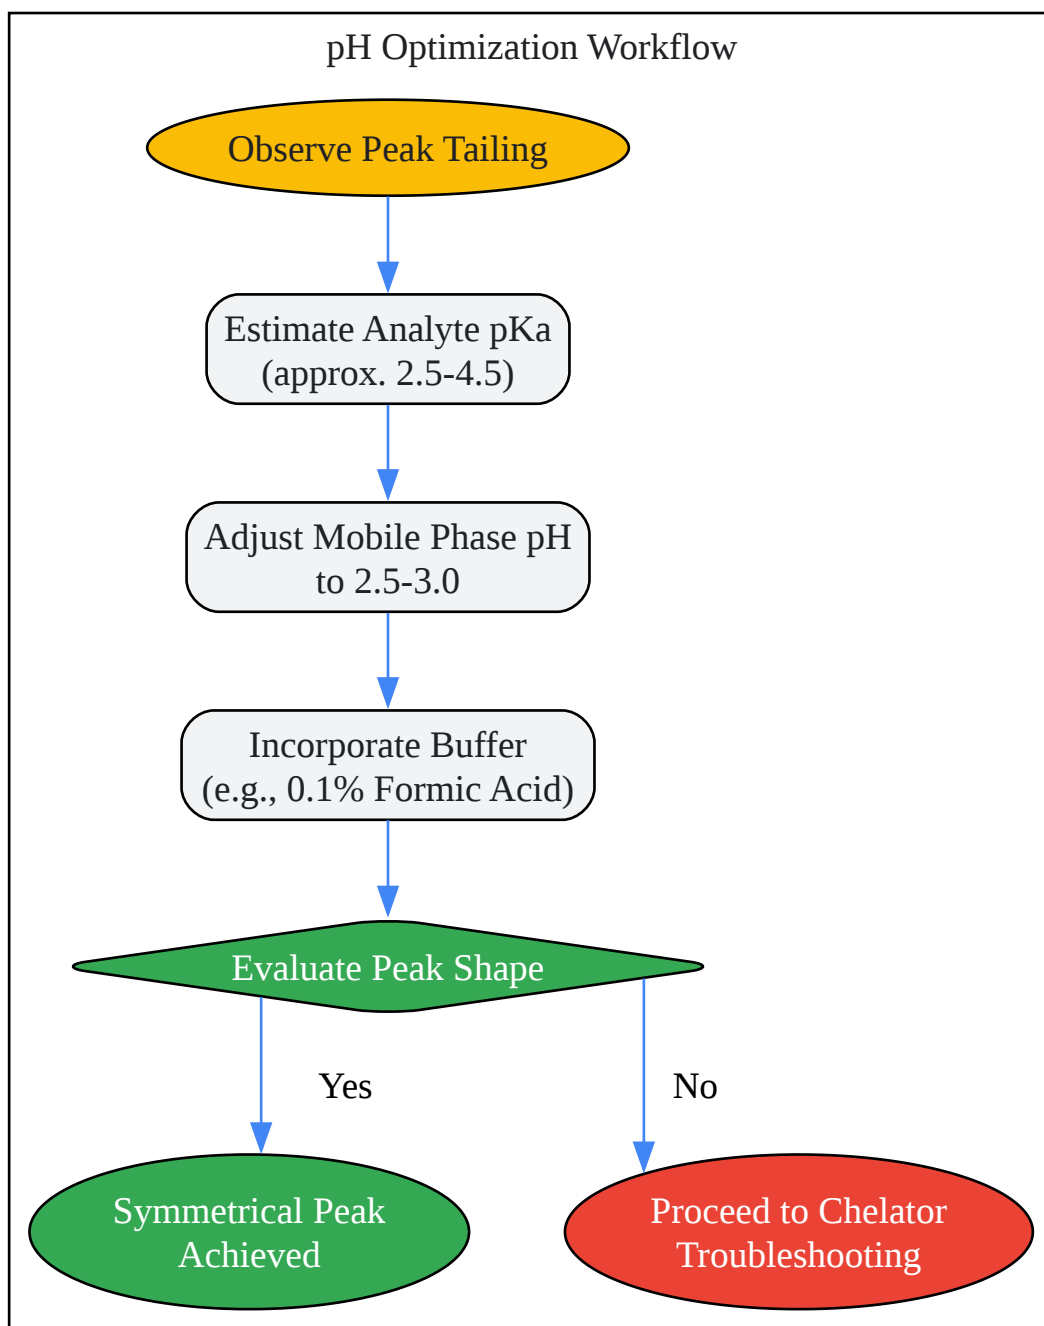 pH Optimization Workflow
Observe Peak Tailing
Estimate Analyte pKa
(approx. 2.5-4.5)
Adjust Mobile Phase pH
to 2.5-3.0
Incorporate Buffer
(e.g., 0.1% Formic Acid)
Evaluate Peak Shape
Yes
No
Symmetrical Peak
Achieved
Proceed to Chelator
Troubleshooting